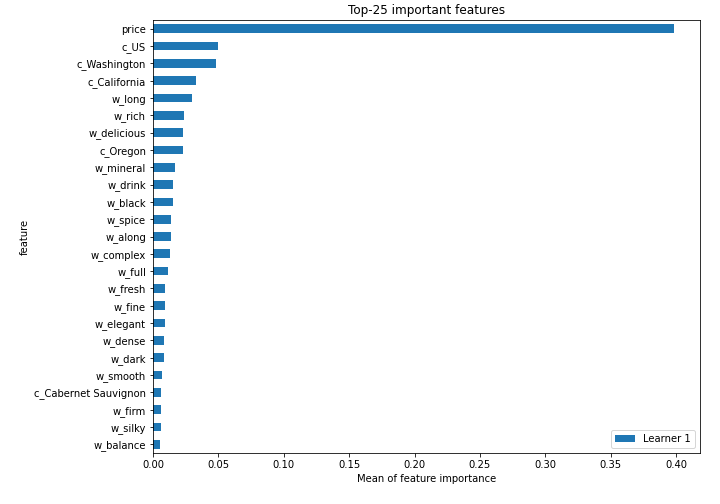 Top-25 important features
price
c_US
c_Washington
c_California
w_long
w_rich
w_delicious
c_Oregon
w_mineral
w_drink
w_black
w_spice
w_along
w_complex
w_full
w_fresh
w_fine
w_elegant
w_dense
w_dark
w_smooth
c_Cabernet Sauvignon
w_firm
w_silky
w_balance
feature
Learner 1
0.00 0.05 0.10 0.15 0.20 0.25 0.30 0.35 0.40
Mean of feature importance